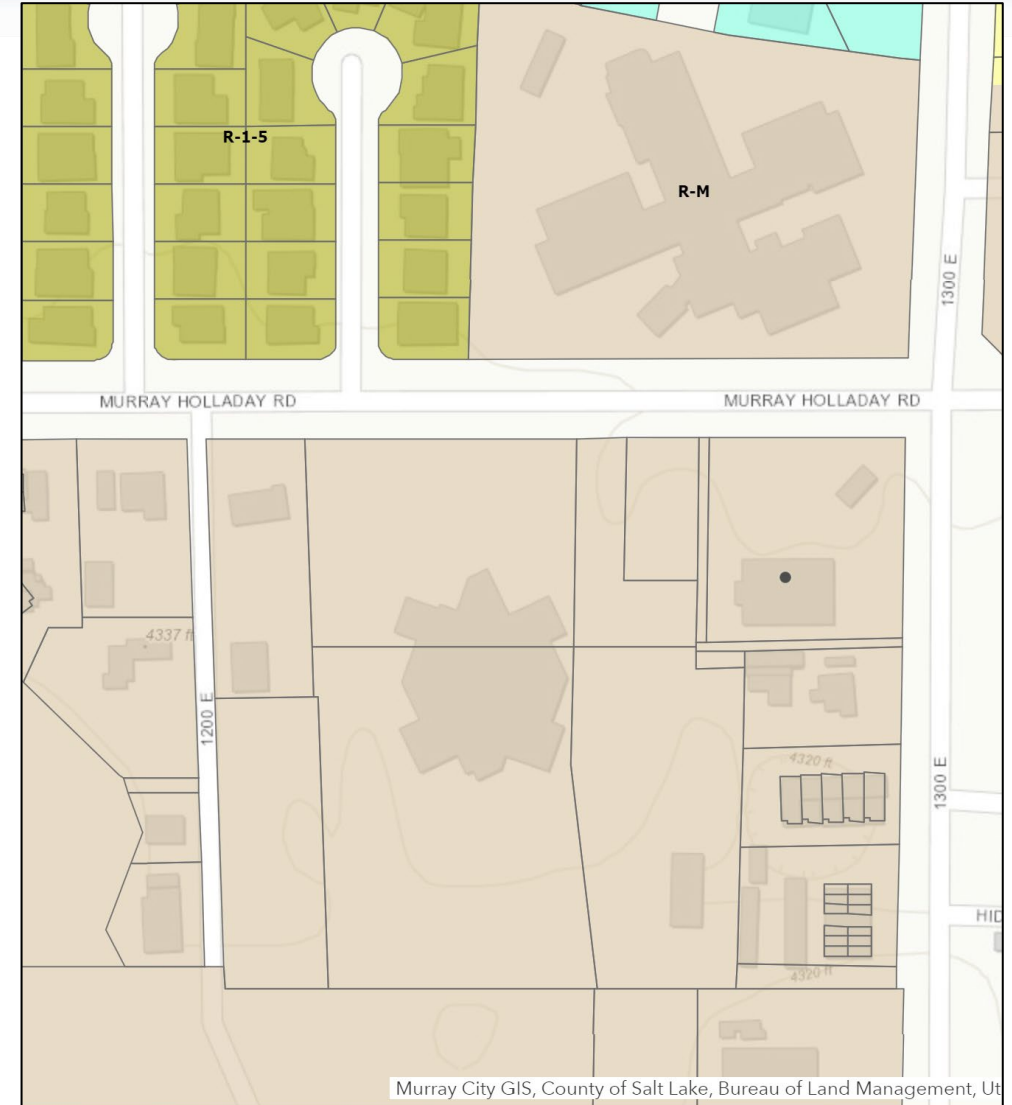 R-1-5
R-M
1300 E
MURRAY HOLLADAY RD
MURRAY HOLLADAY RD
4337 ft
1200 E
4320 ft
1300 E
HID
4320 ft
Murray City GIS, County of Salt Lake, Bureau of Land Management, Ut